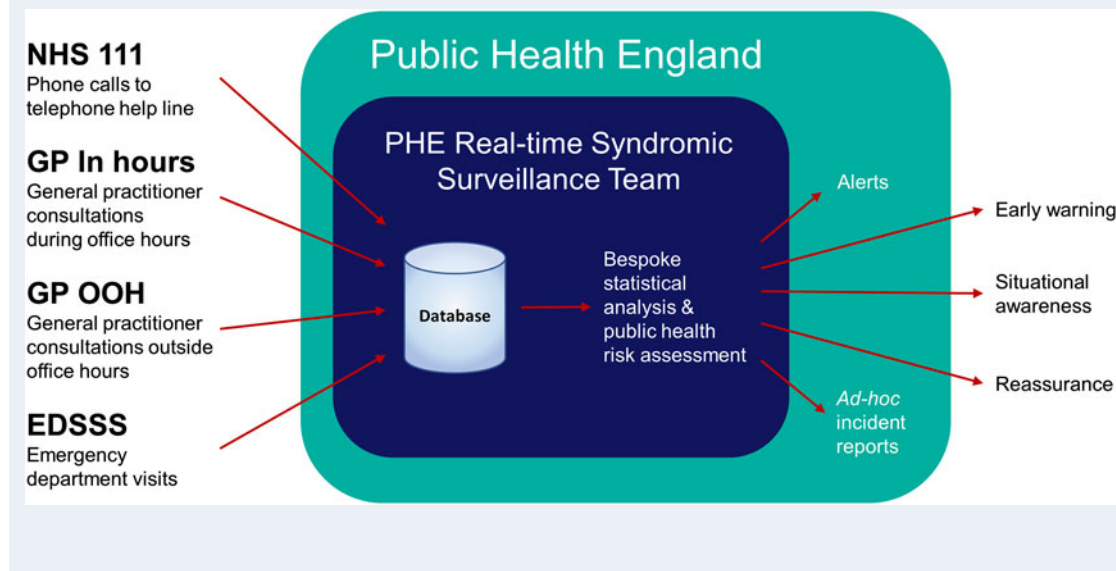 NHS 111
Phone calls to
telephone help line
GP In hours
General practitioner
consultations
during office hours
GP OOH
General practitioner
consultations outside
office hours
EDSSS
Emergency
department visits
Public Health England
PHE Real-time Syndromic
Surveillance Team
Database
Bespoke
statistical
analysis &
public health
risk assessment
Alerts
Ad-hoc
incident
reports
Early warning
Situational
awareness
Reassurance